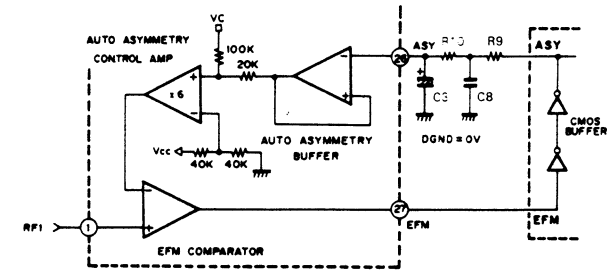 VC
AUTO ASYMMETRY
CONTROL AMP
100K
20K
+
×6
-
-
+
26
ASY
R10
R9
ASY
+
C3
C8
DGND=0V
CMOS
BUFFER
AUTO ASYMMETRY
BUFFER
Vcc
40K
40K
-
+
RF1
1
27
EFM
EFM
EFM COMPARATOR